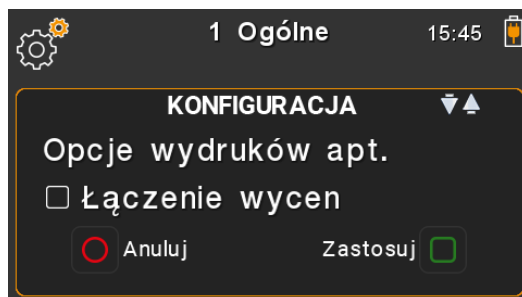 1 Ogólne 15:45
KONFIGURACJA
Opcje wydruków apt.
Łączenie wycen
Anuluj Zastosuj